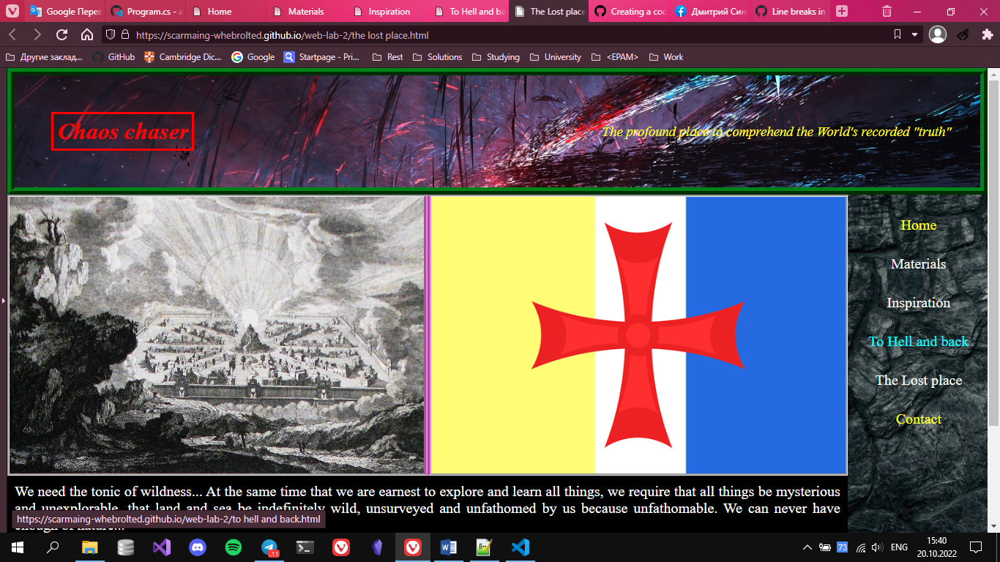 Google Перев
Program.cs - a
Home
Materials
Inspiration
To Hell and ba
The Lost place
Creating a coc
Дмитрий Син
Line breaks in
https://scarmaing-whebrolted.github.io/web-lab-2/the lost place.html
Другие заклад...
GitHub
Cambridge Dic...
Google
Startpage - Pri...
Rest
Solutions
Studying
University
<EPAM>
Work
Chaos chaser
The profound place to comprehend the World's recorded "truth"
Home
Materials
Inspiration
To Hell and back
The Lost place
Contact
We need the tonic of wildness... At the same time that we are earnest to explore and learn all things, we require that all things be mysterious
and unexplorable, that land and sea be indefinitely wild, unsurveyed and unfathomed by us because unfathomable. We can never have
enough of nature...
https://scarmaing-whebrolted.github.io/web-lab-2/to hell and back.html
11
73
ENG
15:40
20.10.2022